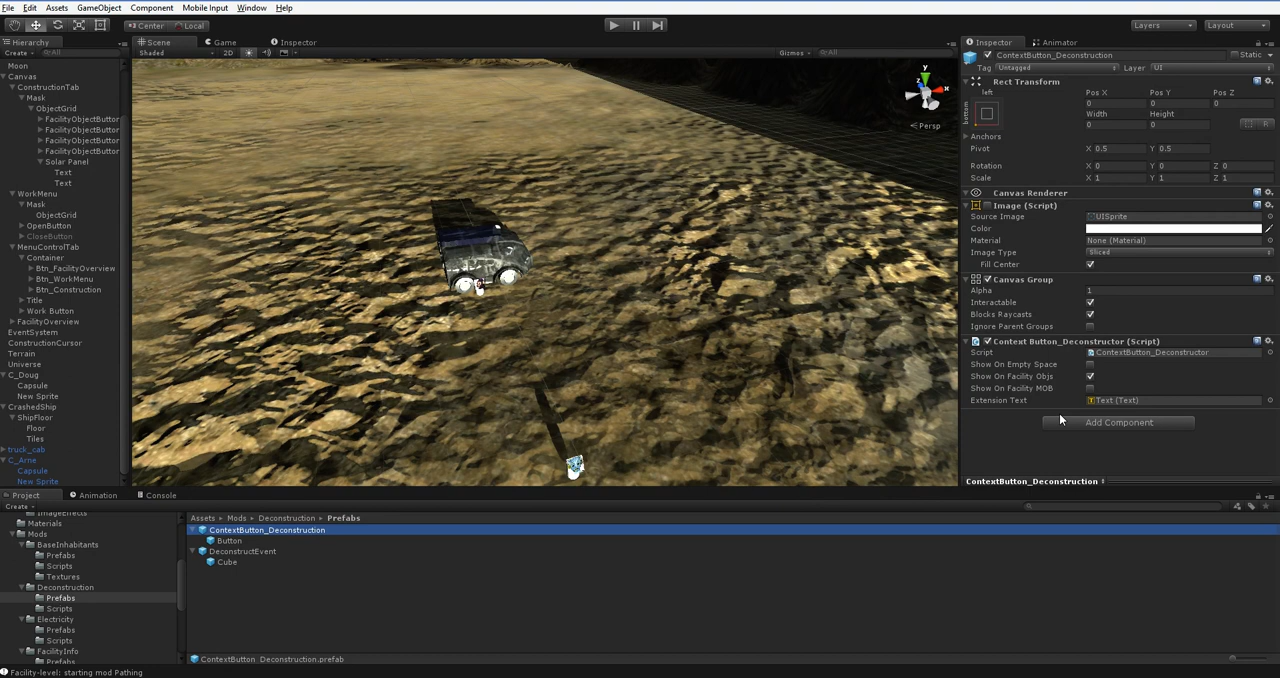 File Edit Assets GameObject Component Mobile Input Window Help
Center Local Layers Layout
Hierarchy Scene Game Inspector Inspector Animator
Create All Shaded 2D Gizmos All ContextButton_Deconstruction Static
Tag Untagged Layer UI
Moon
Canvas
ConstructionTab
Mask
ObjectGrid
FacilityObjectButtor
FacilityObjectButtor
FacilityObjectButtor
FacilityObjectButtor
Solar Panel
Text
Text
WorkMenu
Mask
ObjectGrid
OpenButton
CloseButton
MenuControlTab
Container
Btn_FacilityOverview
Btn_WorkMenu
Btn_Construction
Title
Work Button
FacilityOverview
EventSystem
ConstructionCursor
Terrain
Universe
C_Doug
Capsule
New Sprite
CrashedShip
ShipFloor
Floor
Tiles
truck_cab
C_Arne
Capsule
New Sprite
y
x
z
Persp
Rect Transform
left
bottom
Pos X Pos Y Pos Z
0 0 0
Width Height
0 0
R
Anchors
Pivot X 0.5 Y 0.5
Rotation X 0 Y 0 Z 0
Scale X 1 Y 1 Z 1
Canvas Renderer
Image (Script)
Source Image UISprite
Color
Material None (Material)
Image Type Sliced
Fill Center
Canvas Group
Alpha 1
Interactable
Blocks Raycasts
Ignore Parent Groups
Context Button_Deconstructor (Script)
Script ContextButton_Deconstructor
Show On Empty Space
Show On Facility Objs
Show On Facility MOB
Extension Text Text (Text)
Add Component
ContextButton_Deconstruction
Project Animation Console
Create
ImageEffects
Materials
Mods
BaseInhabitants
Prefabs
Scripts
Textures
Deconstruction
Prefabs
Scripts
Electricity
Prefabs
Scripts
FacilityInfo
Prefabs
Assets Mods Deconstruction Prefabs
ContextButton_Deconstruction
Button
DeconstructEvent
Cube
ContextButton_Deconstruction.prefab
Facility-level: starting mod Pathing